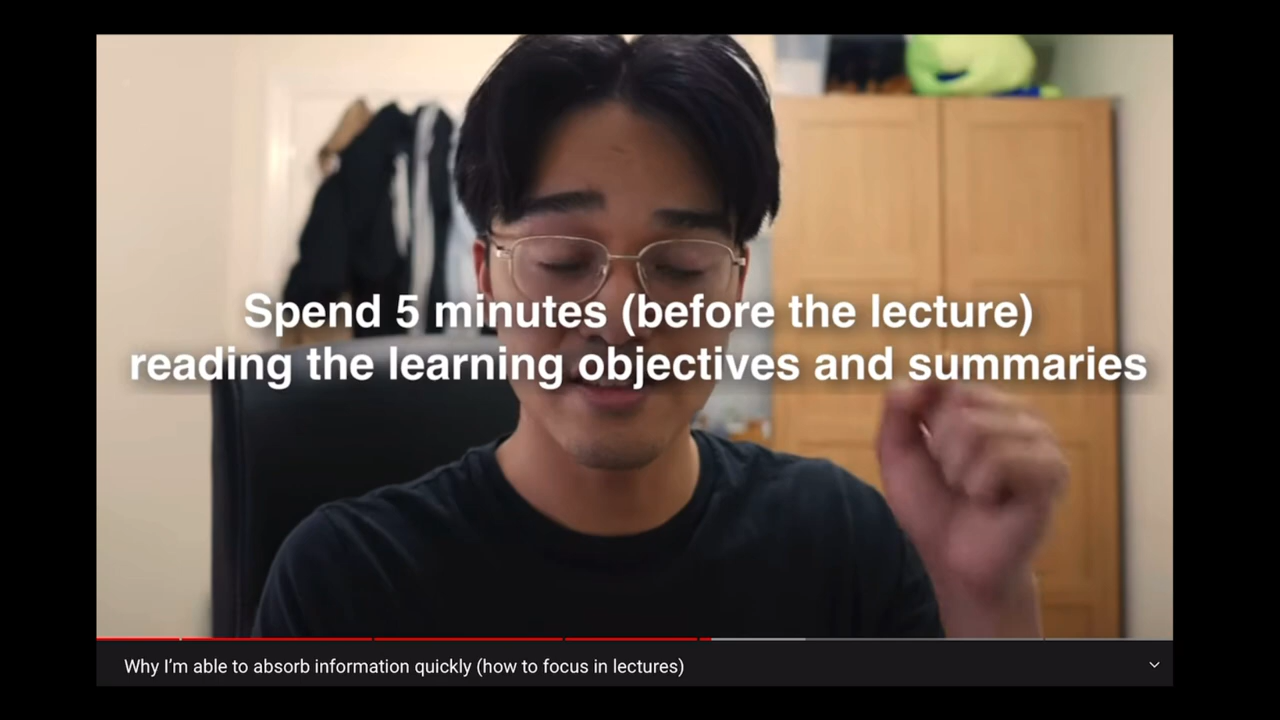 Spend 5 minutes (before the lecture)
reading the learning objectives and summaries
Why I’m able to absorb information quickly (how to focus in lectures)